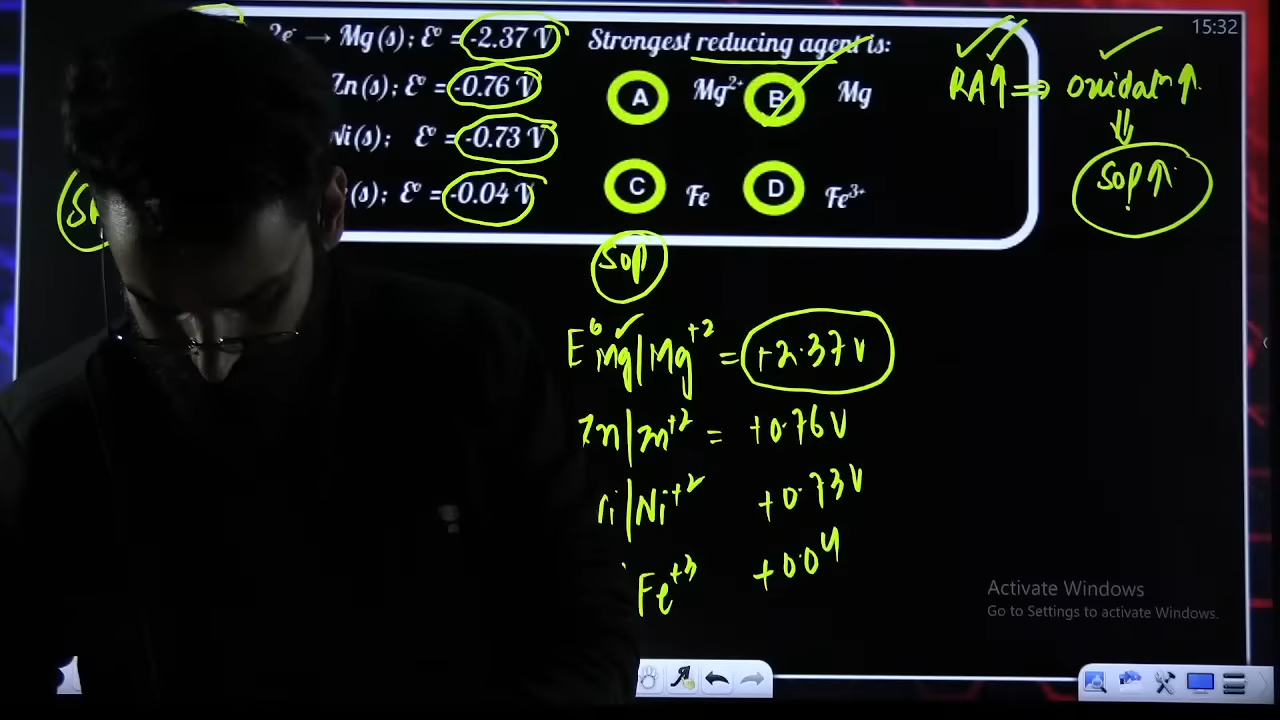 15:32
2e⁻ → Mg(s); E° = -2.37 V
Zn(s); E° = -0.76 V
Ni(s); E° = -0.73 V
(s); E° = -0.04 V
Strongest reducing agent is:
A Mg²⁺ B Mg
C Fe D Fe³⁺
RA↑ ⇒ oxidatⁿ↑
⇓
SOP↑
SOP
E° Mg|Mg⁺² = +2.37 V
Zn|Zn⁺² = +0.76 V
i|Ni⁺² +0.73 V
Fe⁺³ +0.04
Activate Windows
Go to Settings to activate Windows.